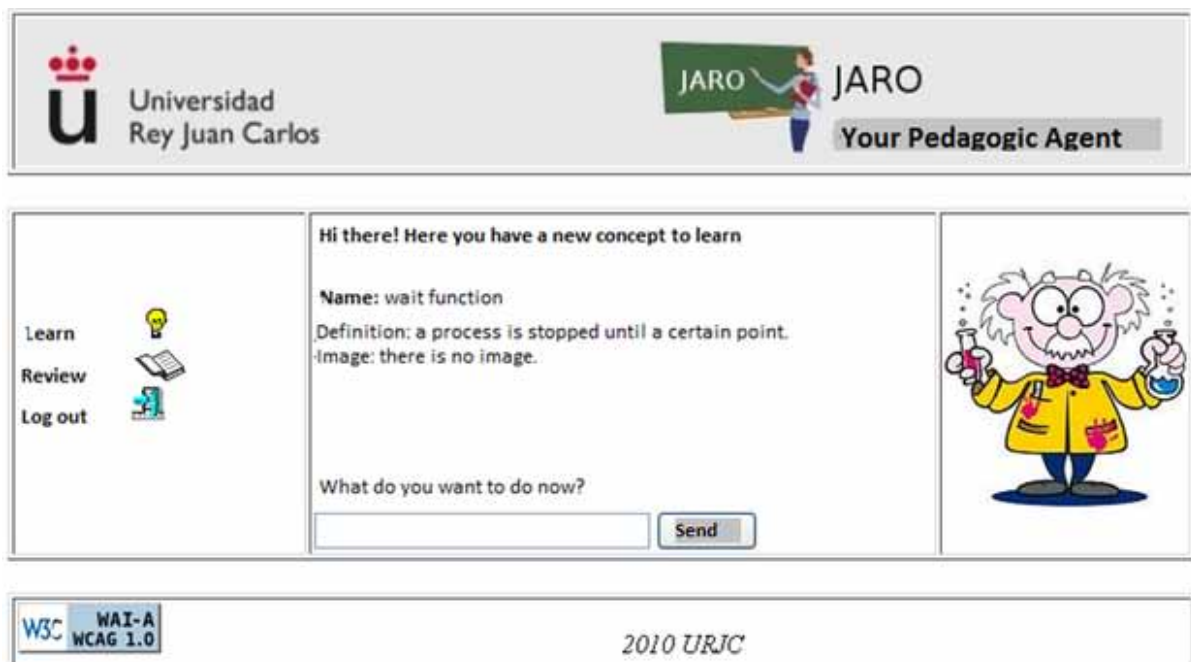 ü Universidad
Rey Juan Carlos
JARO
JARO
Your Pedagogic Agent
Learn
Review
Log out
Hi there! Here you have a new concept to learn
Name: wait function
Definition: a process is stopped until a certain point.
Image: there is no image.
What do you want to do now?
Send
W3C WAI-A
WCAG 1.0
2010 URJC